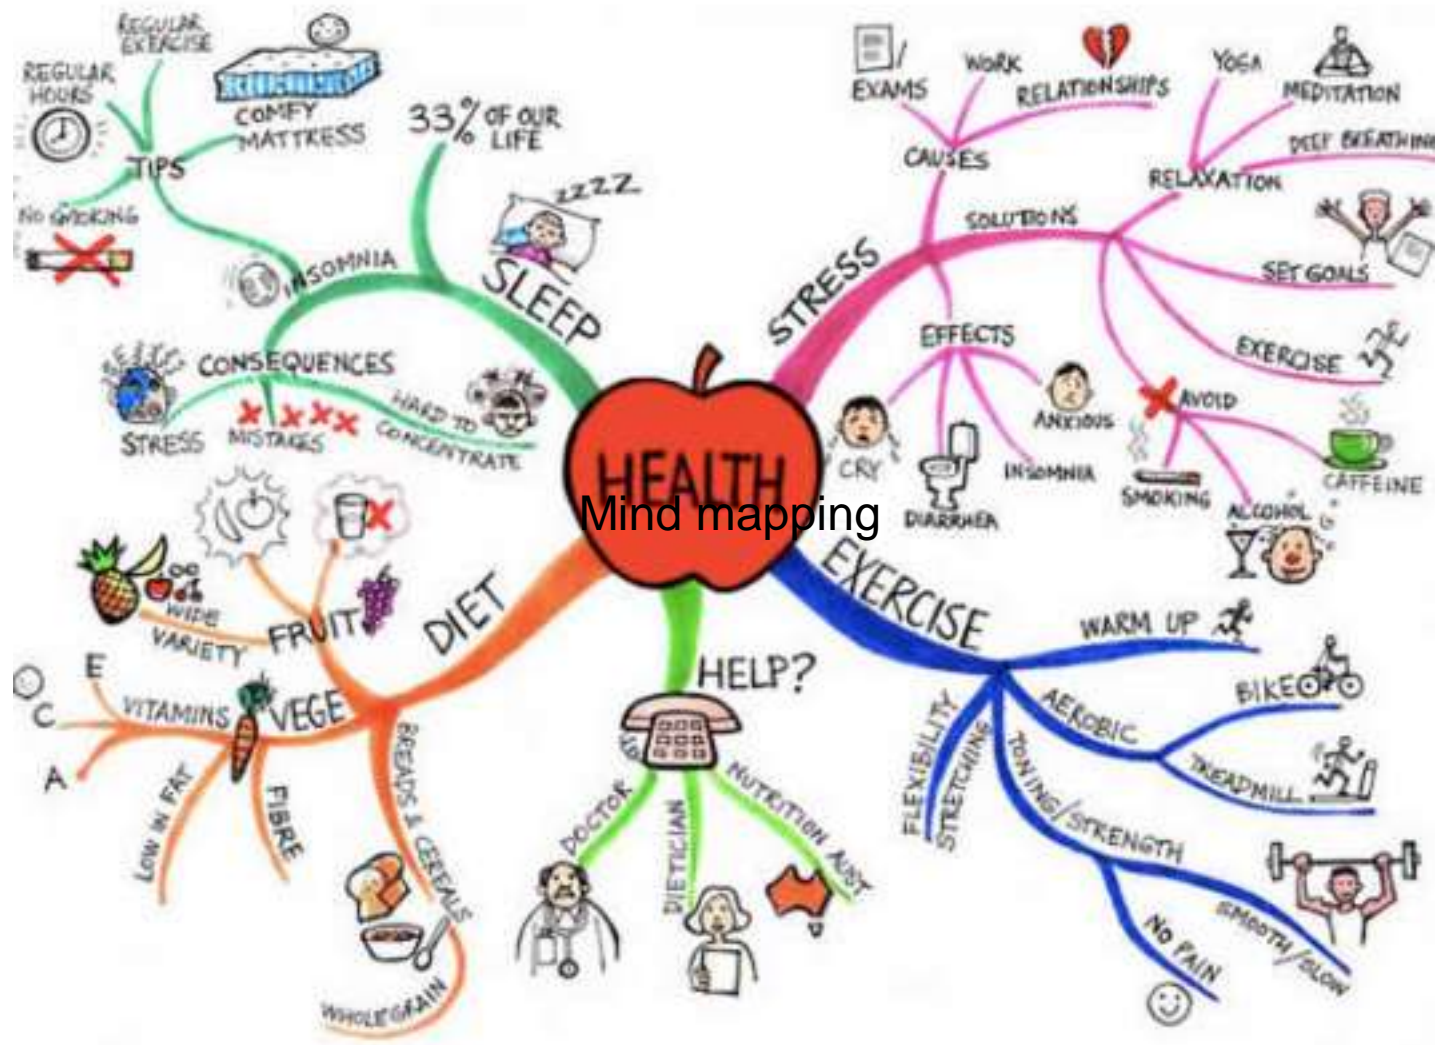 REGULAR
EXERCISE
REGULAR
HOURS
COMFY
MATTRESS
TIPS
NO SMOKING
33% OF OUR
LIFE
ZZZZ
INSOMNIA
SLEEP
CONSEQUENCES
STRESS
MISTAKES
HARD TO
CONCENTRATE
EXAMS
WORK
RELATIONSHIPS
CAUSES
YOGA
MEDITATION
DEEP BREATHING
RELAXATION
SOLUTIONS
STRESS
SET GOALS
EXERCISE
EFFECTS
CRY
DIARRHEA
INSOMNIA
ANXIOUS
AVOID
SMOKING
ALCOHOL
CAFFEINE
HEALTH
Mind mapping
DIET
FRUIT
WIDE
VARIETY
VEGE
VITAMINS
E
C
A
LOW IN FAT
FIBRE
BREADS & CEREALS
WHOLEGRAIN
HELP?
DOCTOR
DIETICIAN
NUTRITION AUST
EXERCISE
WARM UP
AEROBIC
BIKE
TREADMILL
FLEXIBILITY
STRETCHING
TONING/STRENGTH
SMOOTH/SLOW
NO PAIN